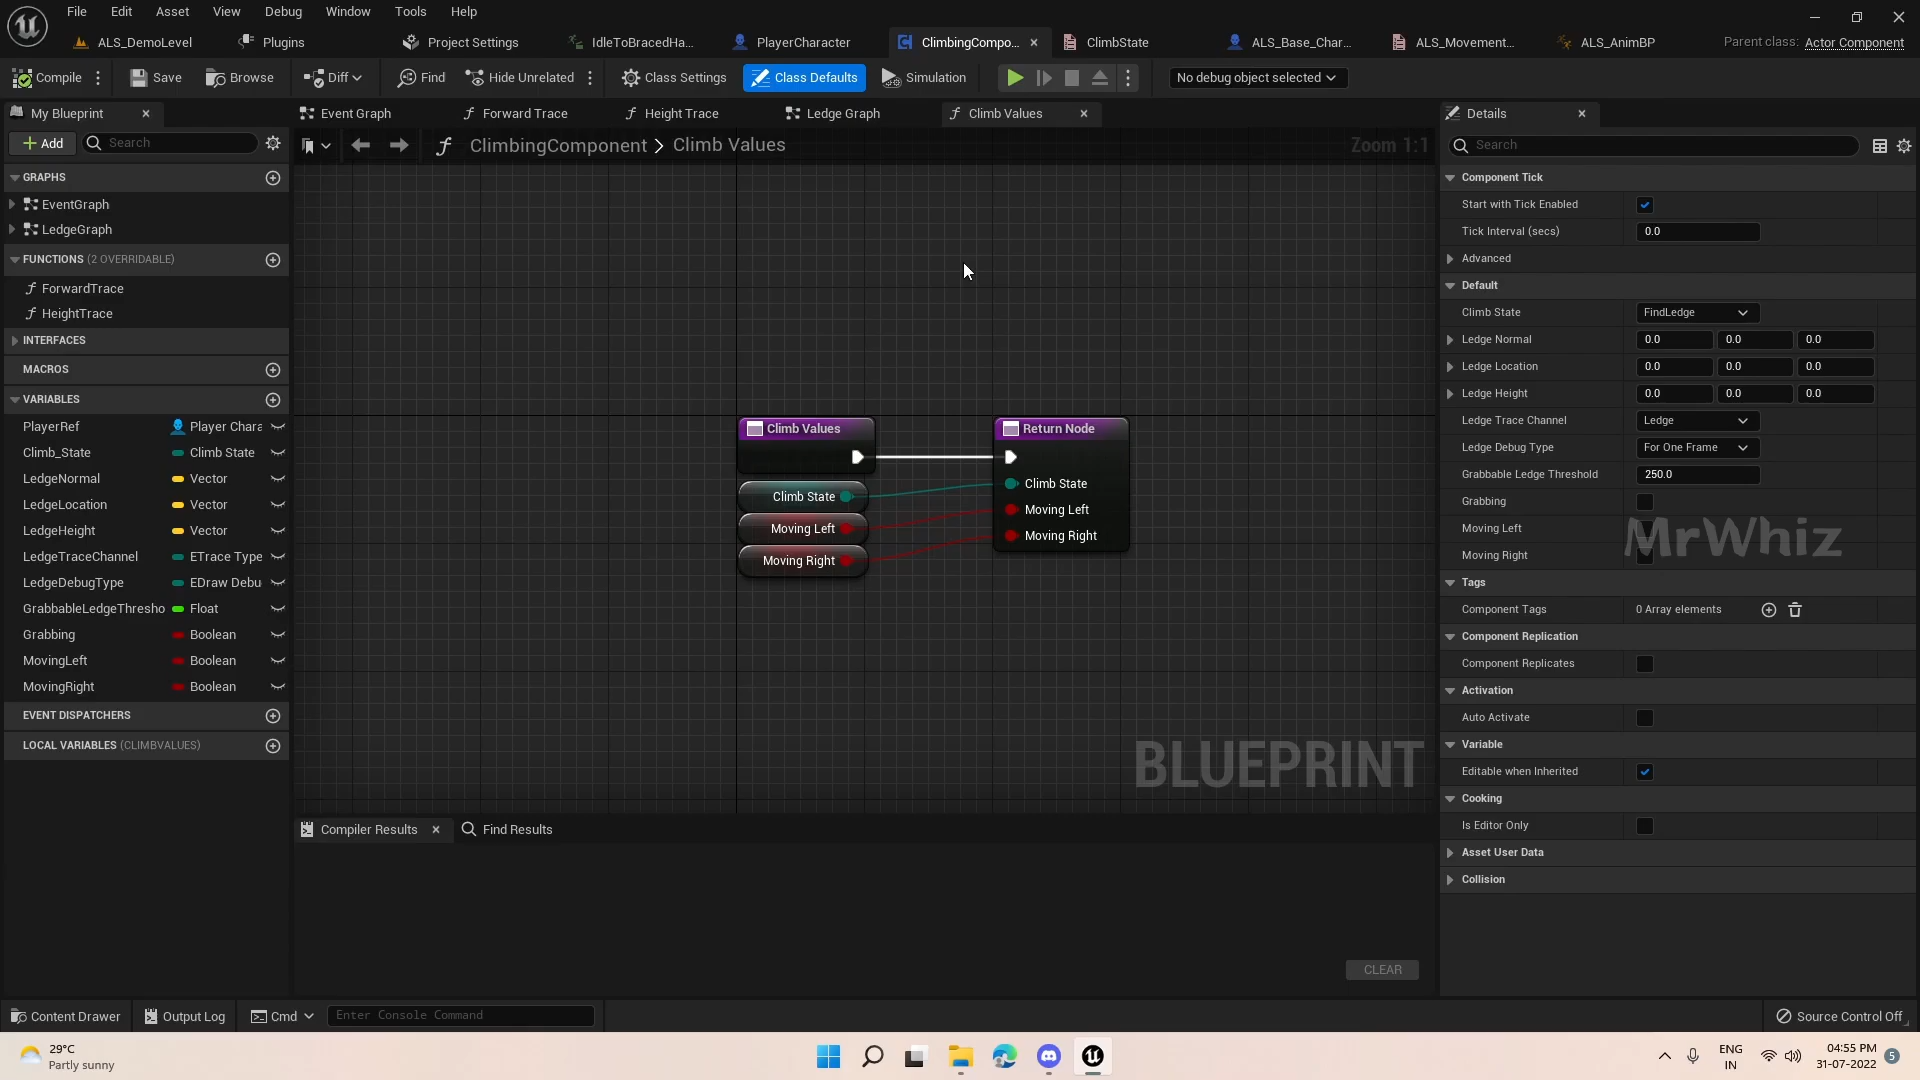 File Edit Asset View Debug Window Tools Help
ALS_DemoLevel Plugins Project Settings IdleToBracedHa... PlayerCharacter ClimbingCompo... ClimbState ALS_Base_Char... ALS_Movement... ALS_AnimBP Parent class: Actor Component
Compile Save Browse Diff Find Hide Unrelated Class Settings Class Defaults Simulation No debug object selected
My Blueprint
Add Search
GRAPHS
EventGraph
LedgeGraph
FUNCTIONS (2 OVERRIDABLE)
ForwardTrace
HeightTrace
INTERFACES
MACROS
VARIABLES
PlayerRef Player Chara
Climb_State Climb State
LedgeNormal Vector
LedgeLocation Vector
LedgeHeight Vector
LedgeTraceChannel ETrace Type
LedgeDebugType EDraw Debu
GrabbableLedgeThresho Float
Grabbing Boolean
MovingLeft Boolean
MovingRight Boolean
EVENT DISPATCHERS
LOCAL VARIABLES (CLIMBVALUES)
Event Graph Forward Trace Height Trace Ledge Graph Climb Values
ClimbingComponent > Climb Values Zoom 1:1
Climb Values
Climb State
Moving Left
Moving Right
Return Node
Climb State
Moving Left
Moving Right
BLUEPRINT
Compiler Results Find Results
CLEAR
Details
Search
Component Tick
Start with Tick Enabled
Tick Interval (secs) 0.0
Advanced
Default
Climb State FindLedge
Ledge Normal 0.0 0.0 0.0
Ledge Location 0.0 0.0 0.0
Ledge Height 0.0 0.0 0.0
Ledge Trace Channel Ledge
Ledge Debug Type For One Frame
Grabbable Ledge Threshold 250.0
Grabbing
Moving Left
MrWhiz
Moving Right
Tags
Component Tags 0 Array elements
Component Replication
Component Replicates
Activation
Auto Activate
Variable
Editable when Inherited
Cooking
Is Editor Only
Asset User Data
Collision
Content Drawer Output Log Cmd Enter Console Command Source Control Off
29°C
Partly sunny
ENG
IN
04:55 PM
31-07-2022
5